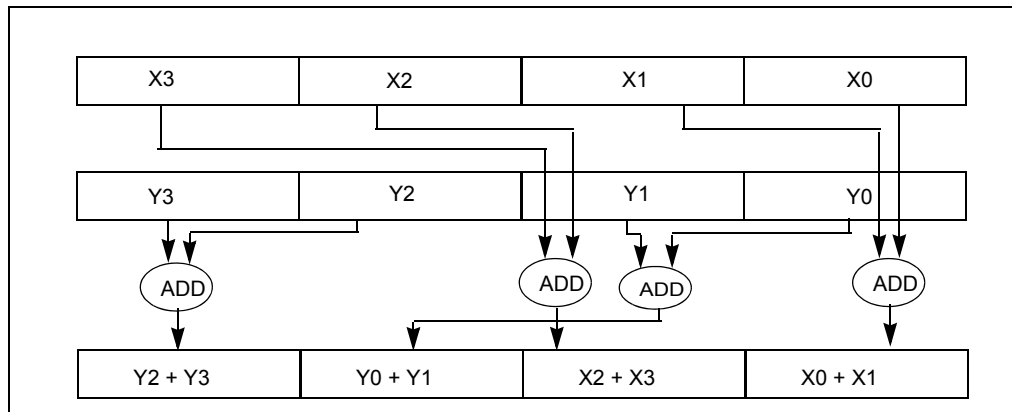 X3 X2 X1 X0
Y3 Y2 Y1 Y0
ADD ADD ADD ADD
Y2 + Y3 Y0 + Y1 X2 + X3 X0 + X1